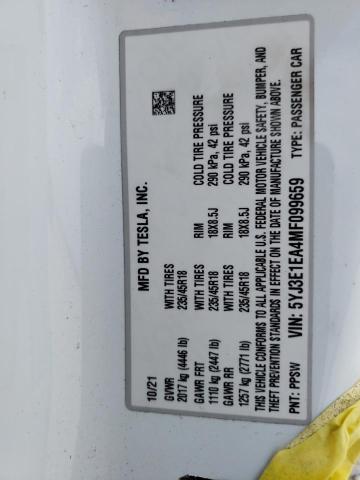 MFD BY TESLA, INC.
10/21
GVWR WITH TIRES RIM COLD TIRE PRESSURE
2017 kg (4446 lb) 235/45R18 18X8.5J 290 kPa, 42 psi
GAWR FRT WITH TIRES RIM COLD TIRE PRESSURE
1110 kg (2447 lb) 235/45R18 18X8.5J 290 kPa, 42 psi
GAWR RR
1257 kg (2771 lb) 235/45R18
THIS VEHICLE CONFORMS TO ALL APPLICABLE U.S. FEDERAL MOTOR VEHICLE SAFETY, BUMPER, AND
THEFT PREVENTION STANDARDS IN EFFECT ON THE DATE OF MANUFACTURE SHOWN ABOVE.
VIN: 5YJ3E1EA4MF099659
PNT: PPSW TYPE: PASSENGER CAR